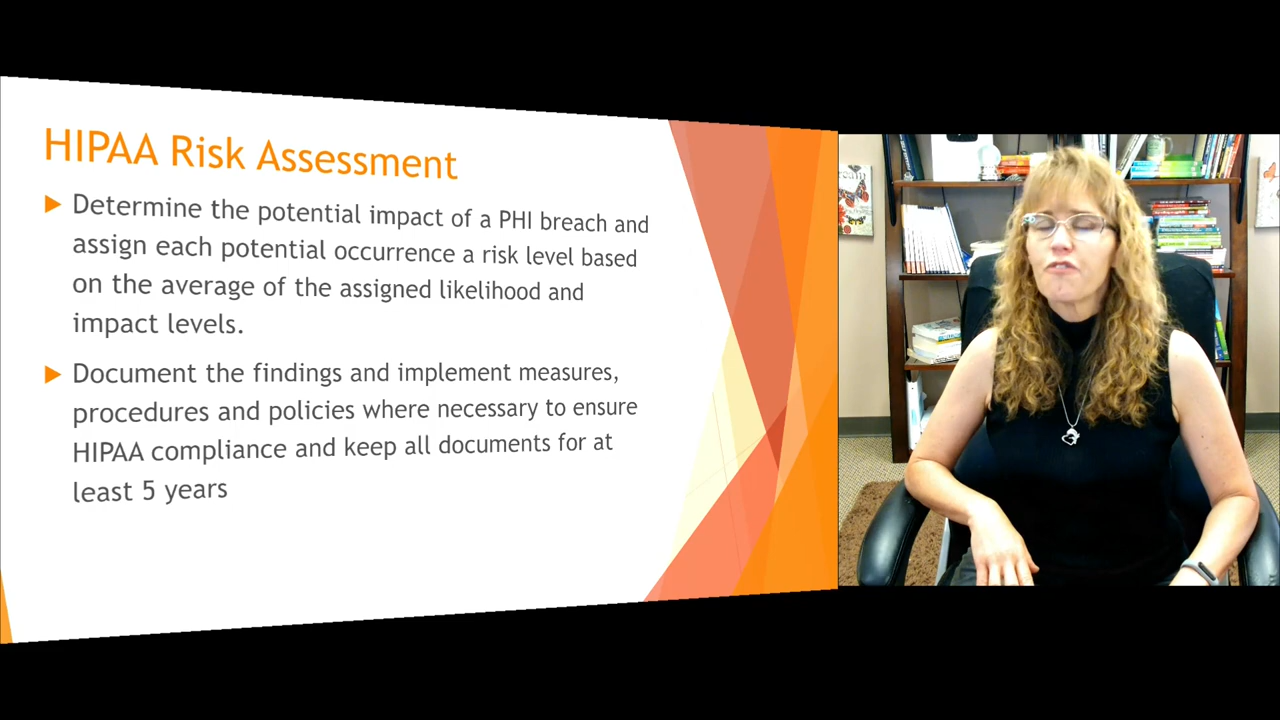 HIPAA Risk Assessment
Determine the potential impact of a PHI breach and
assign each potential occurrence a risk level based
on the average of the assigned likelihood and
impact levels.
Document the findings and implement measures,
procedures and policies where necessary to ensure
HIPAA compliance and keep all documents for at
least 5 years